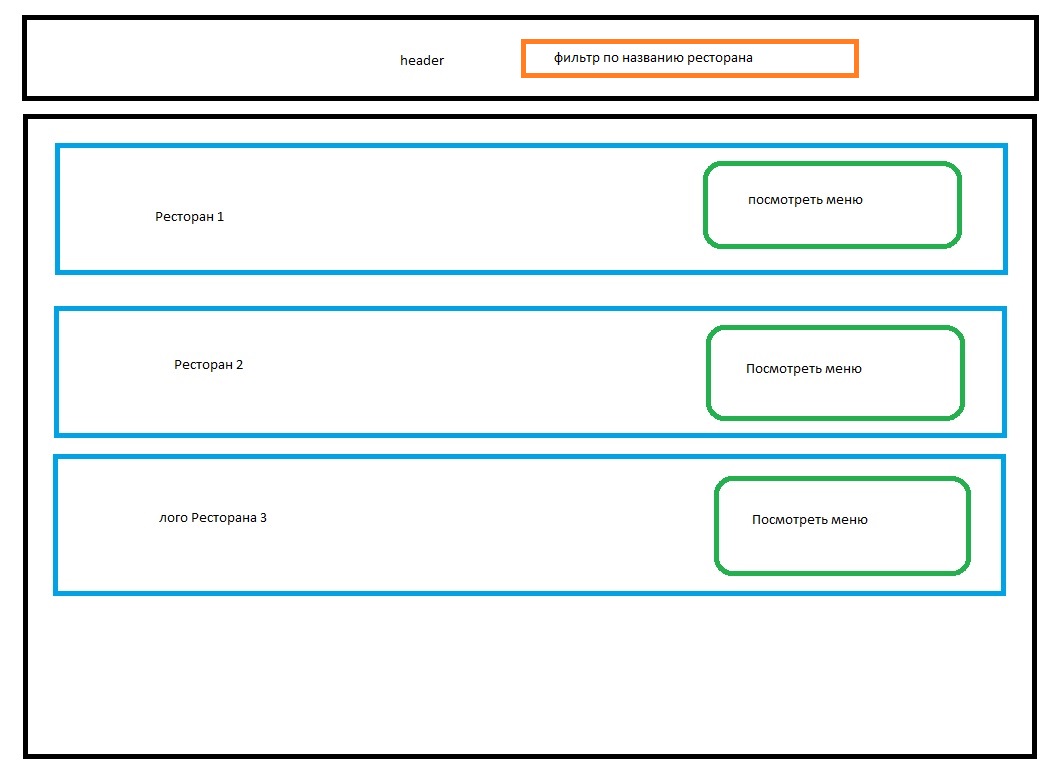 header
фильтр по названию ресторана
Ресторан 1
посмотреть меню
Ресторан 2
Посмотреть меню
лого Ресторана 3
Посмотреть меню